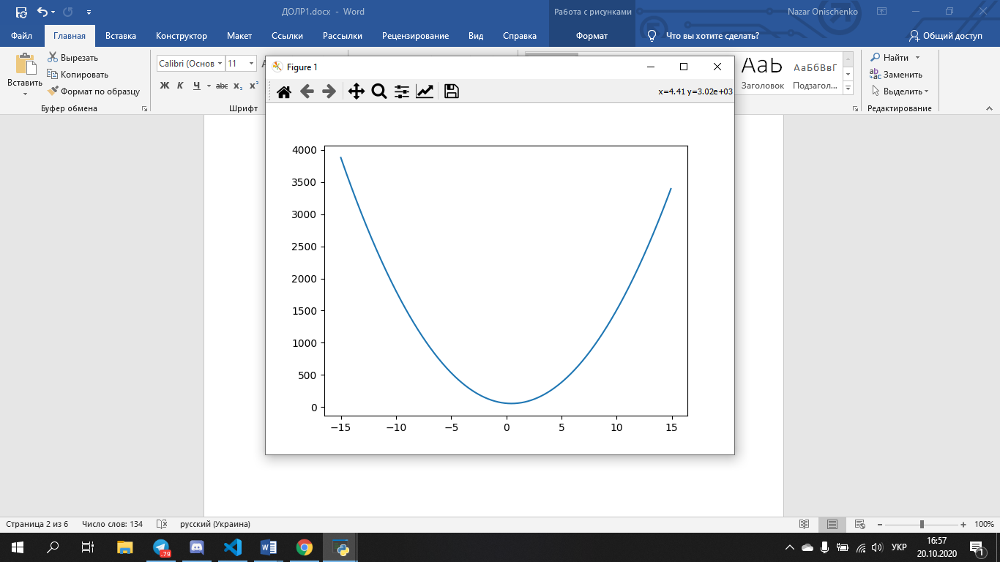 ДОЛР1.docx - Word
Работа с рисунками
Nazar Onischenko
Файл Главная Вставка Конструктор Макет Ссылки Рассылки Рецензирование Вид Справка Формат Что вы хотите сделать? Общий доступ
Вставить
Вырезать
Копировать
Формат по образцу
Буфер обмена
Calibri (Основ 11
Ж К Ч abc x₂ x²
Шрифт
AaB
Заголовок
АаБбВвГ
Подзагол...
Найти
Заменить
Выделить
Редактирование
Figure 1
x=4.41 y=3.02e+03
4000
3500
3000
2500
2000
1500
1000
500
0
−15 −10 −5 0 5 10 15
Страница 2 из 6 Число слов: 134 русский (Украина) 100%
79
УКР
16:57
20.10.2020
1